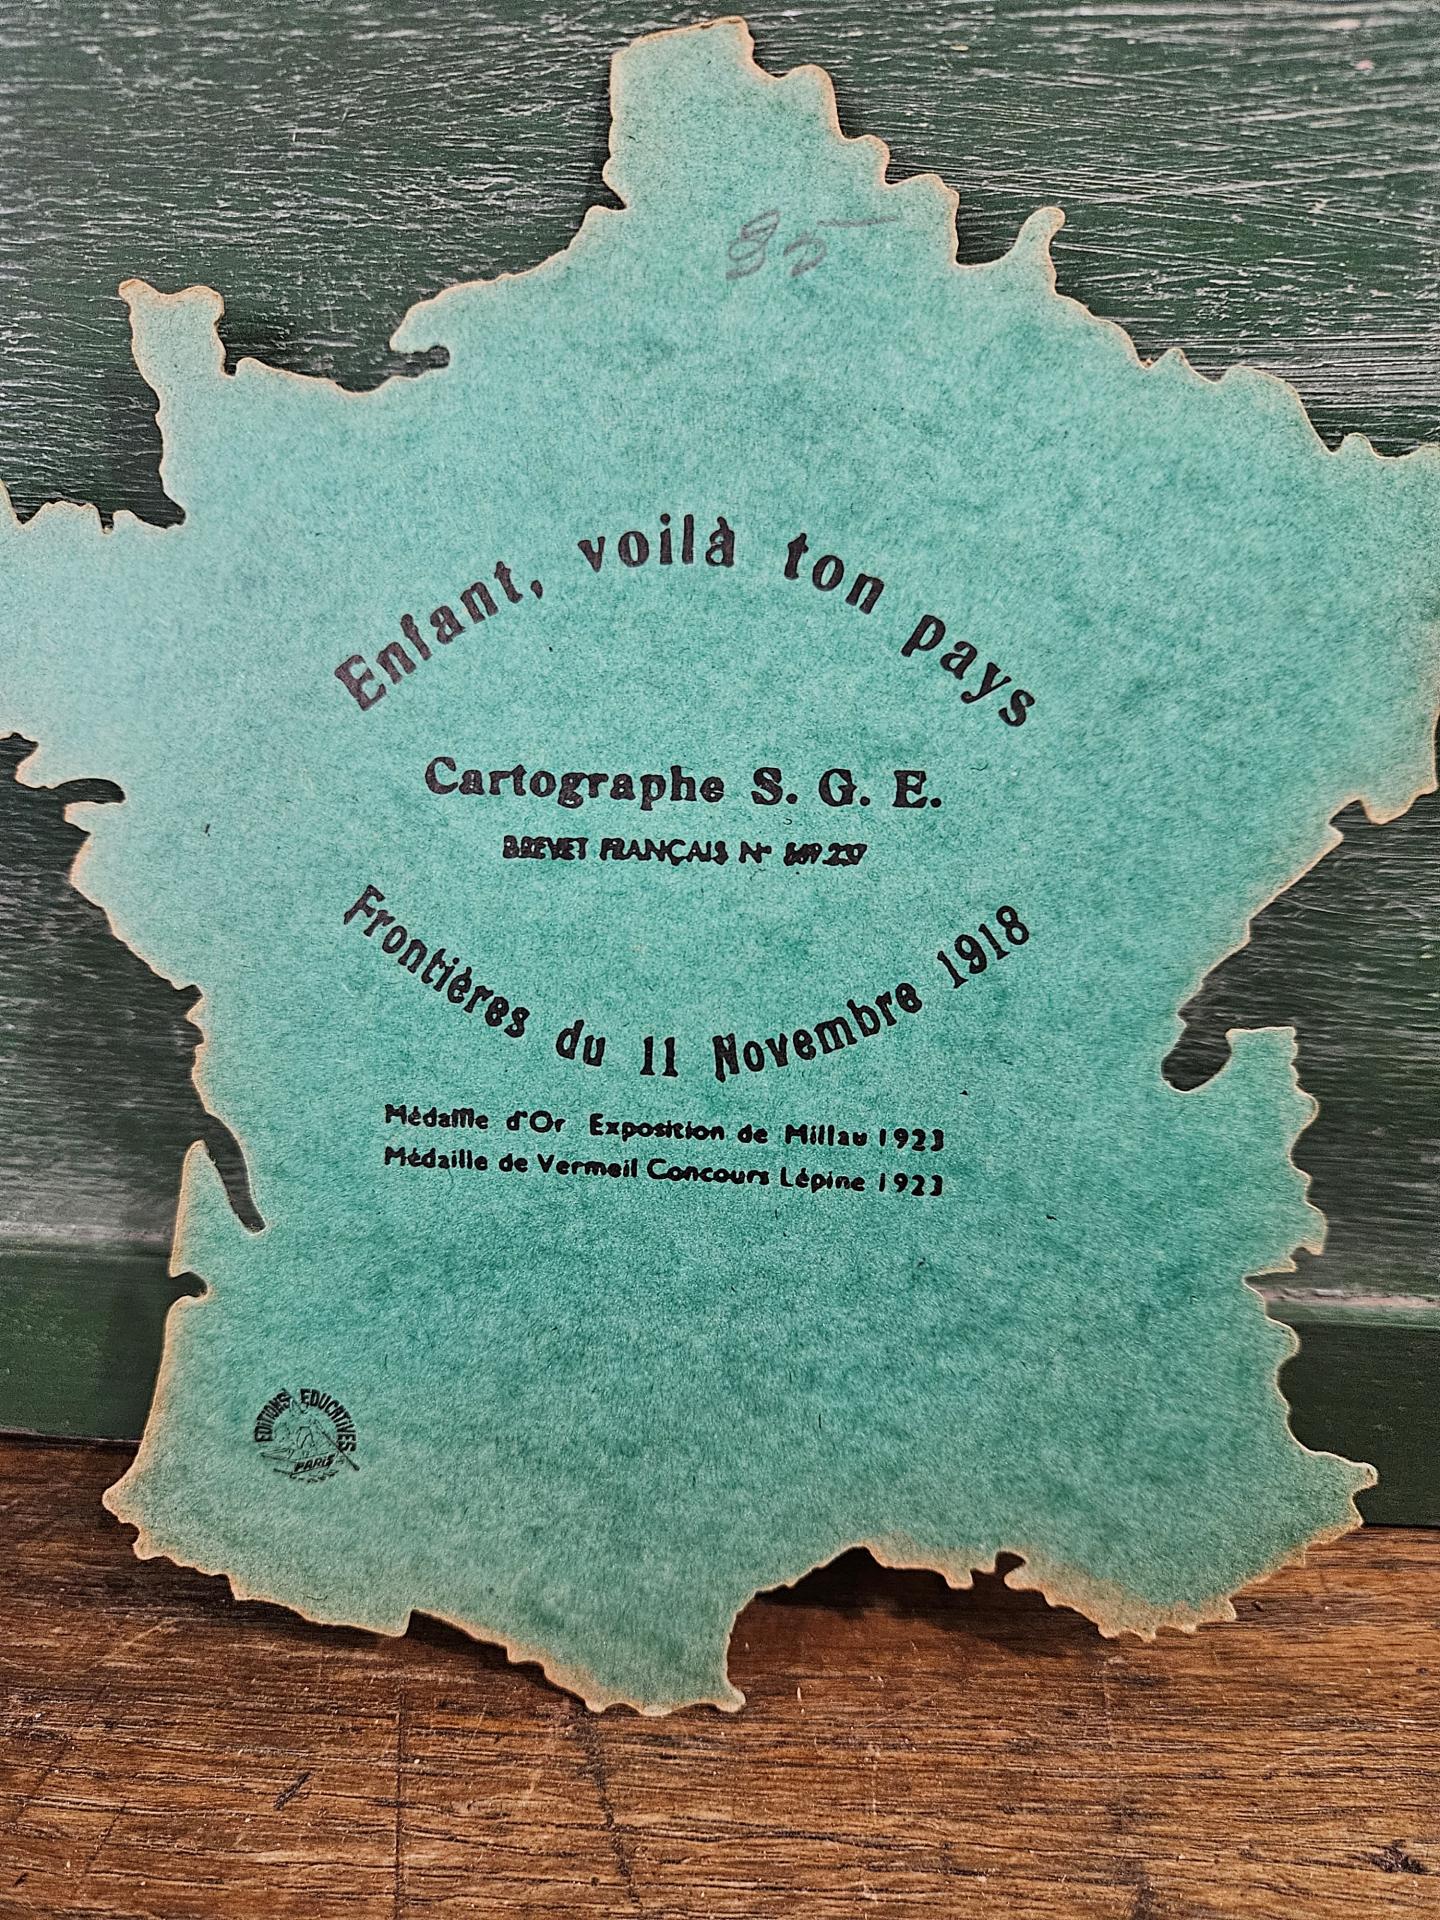 Enfant, voilà ton pays
Cartographe S. G. E.
BREVET FRANÇAIS N° 569.237
Frontières du 11 Novembre 1918
Médaille d'Or Exposition de Millau 1923
Médaille de Vermeil Concours Lépine 1923
EDITIONS EDUCATIVES
PARIS